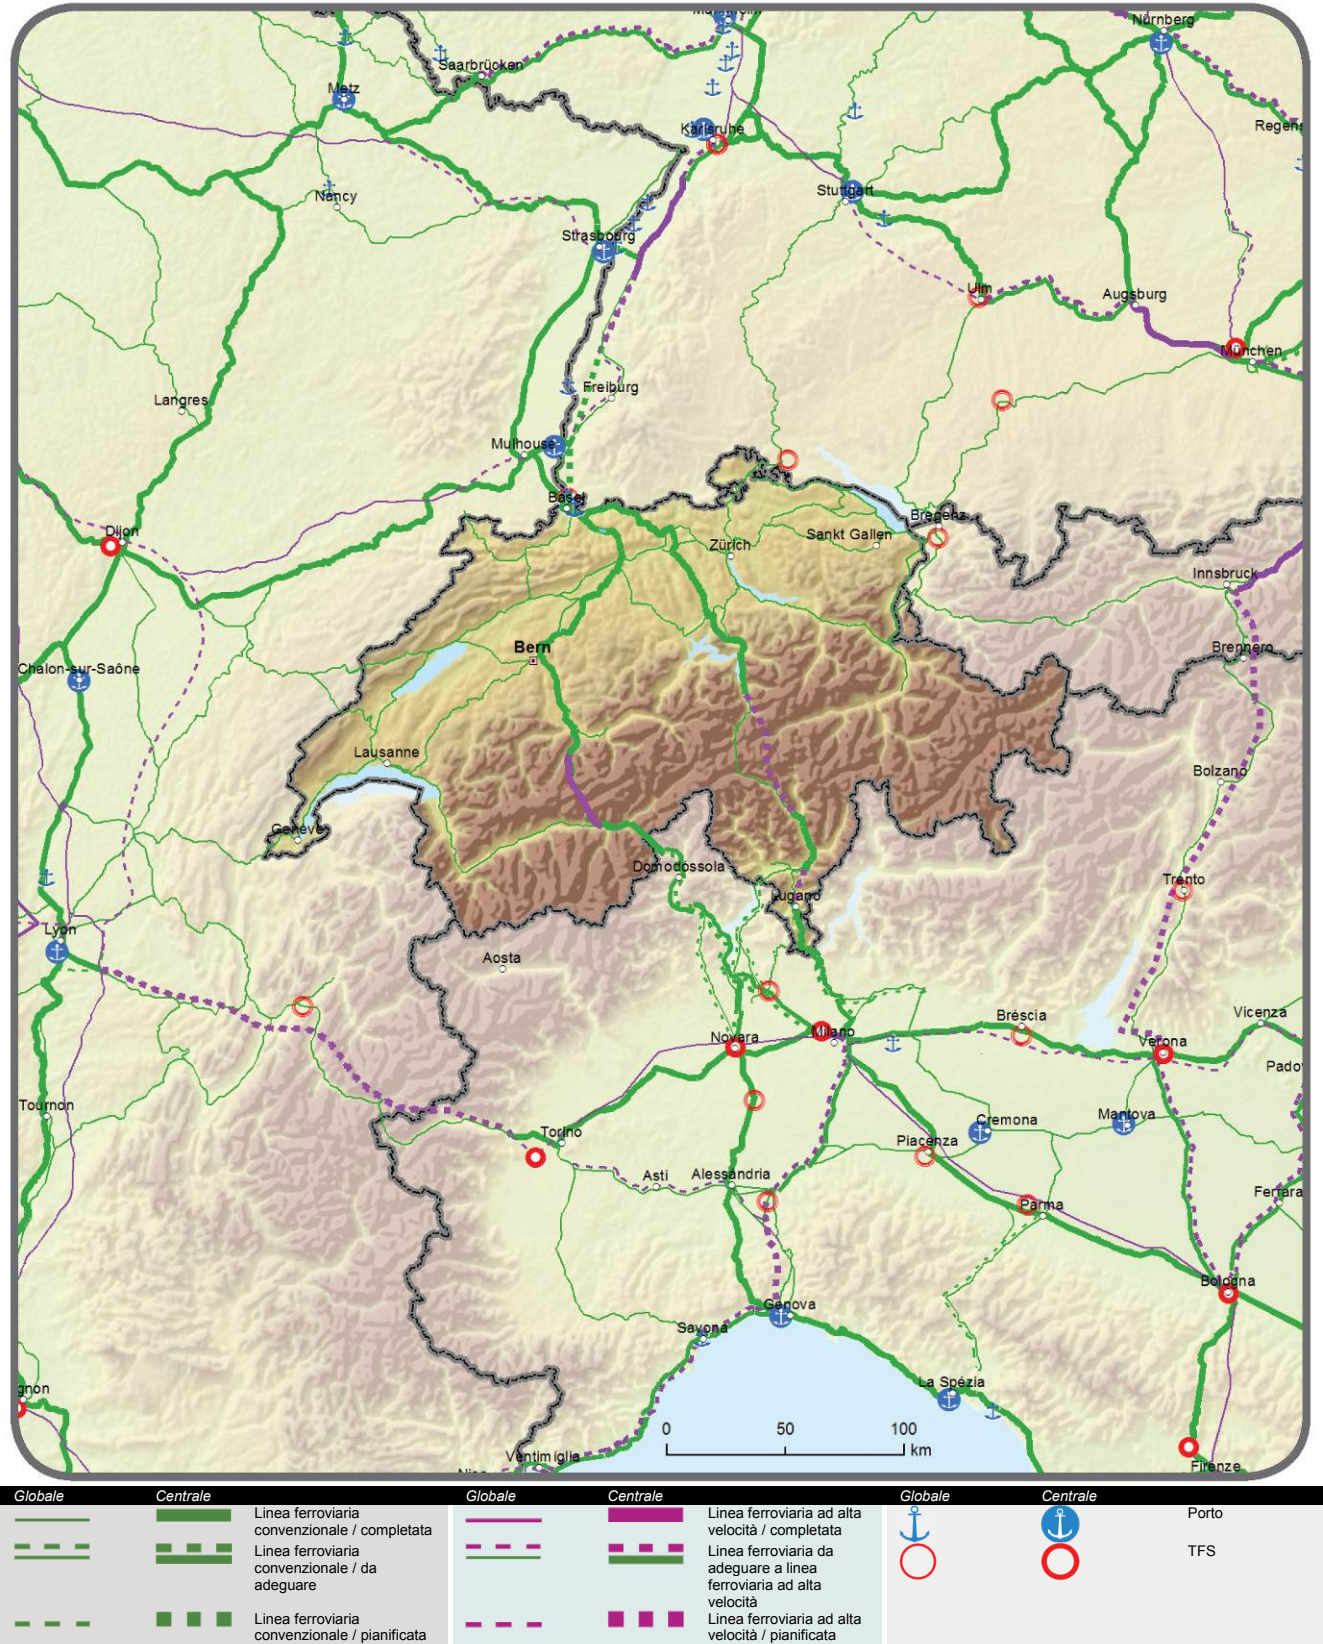 Nürnberg
Saarbrücken
Metz
Karlsruhe
Regens
Nancy
Stuttgart
Strasbourg
Ulm
Augsburg
München
Langres
Freiburg
Mulhouse
Basel
Bregenz
Dijon
Zürich
Sankt Gallen
Innsbruck
Bern
Brennero
Chalon-sur-Saône
Lausanne
Bolzano
Genève
Domodossola
Trento
Lugano
Lyon
Aosta
Vicenza
Brescia
Novara
Milano
Verona
Padov
Tournon
Cremona
Mantova
Torino
Piacenza
Asti
Alessandria
Ferrara
Parma
Bologna
Genova
Savona
La Spézia
gnon
0 50 100
km
Ventimiglia
Firenze
Globale Centrale Globale Centrale Globale Centrale
Linea ferroviaria
convenzionale / completata
Linea ferroviaria
convenzionale / da
adeguare
Linea ferroviaria
convenzionale / pianificata
Linea ferroviaria ad alta
velocità / completata
Linea ferroviaria da
adeguare a linea
ferroviaria ad alta
velocità
Linea ferroviaria ad alta
velocità / pianificata
Porto
TFS